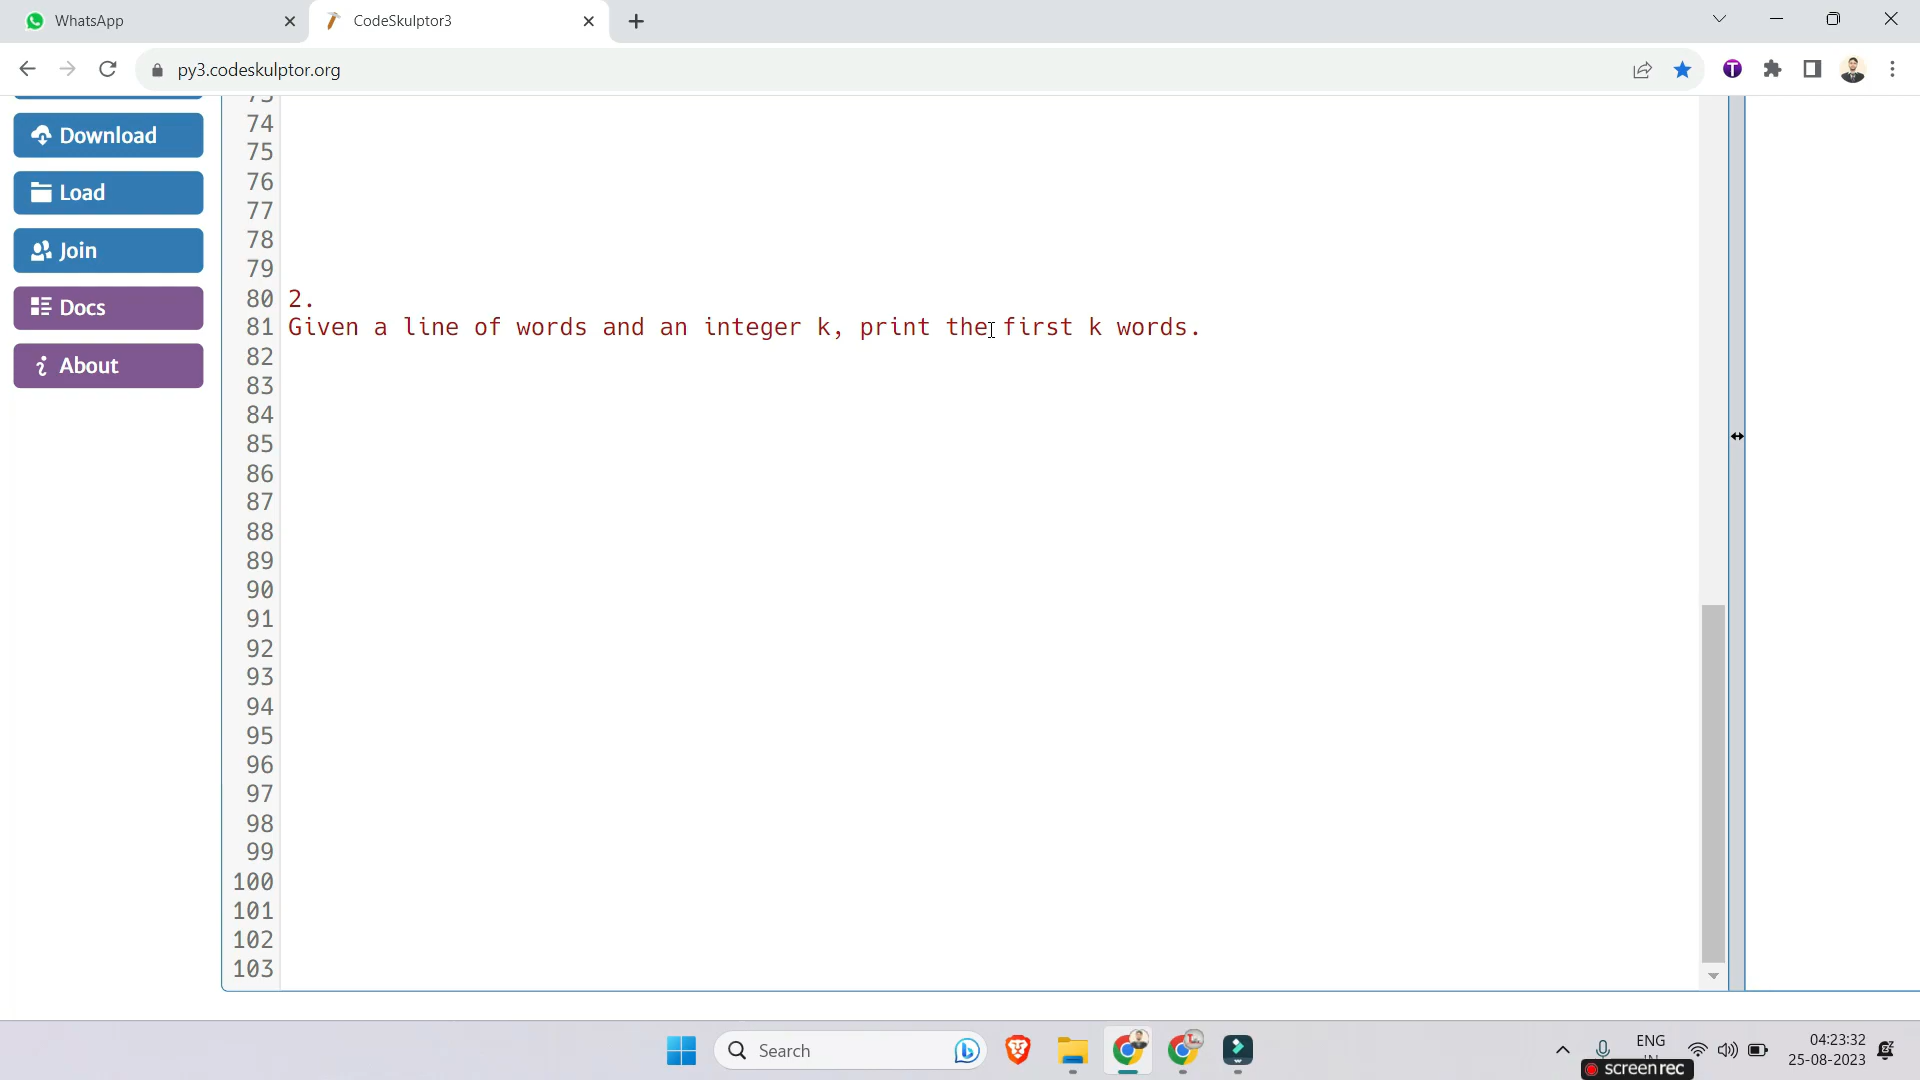 WhatsApp
CodeSkulptor3
py3.codeskulptor.org
Download
Load
Join
Docs
About
74
75
76
77
78
79
80 2.
81 Given a line of words and an integer k, print the first k words.
82
83
84
85
86
87
88
89
90
91
92
93
94
95
96
97
98
99
100
101
102
103
Search
ENG
04:23:32
25-08-2023
screenrec